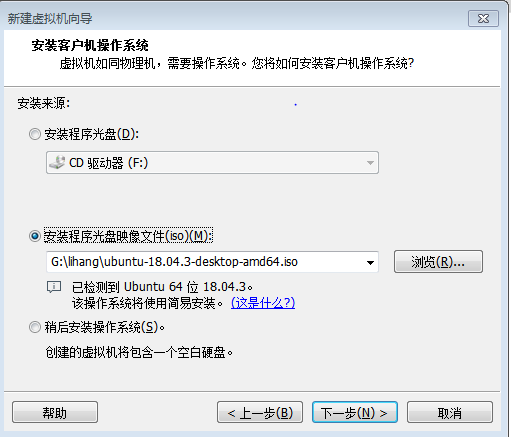 新建虚拟机向导
安装客户机操作系统
虚拟机如同物理机，需要操作系统。您将如何安装客户机操作系统?
安装来源:
安装程序光盘(D):
CD 驱动器 (F:)
安装程序光盘映像文件(iso)(M):
G:\lihang\ubuntu-18.04.3-desktop-amd64.iso
浏览(R)...
已检测到 Ubuntu 64 位 18.04.3。
该操作系统将使用简易安装。 (这是什么?)
稍后安装操作系统(S)。
创建的虚拟机将包含一个空白硬盘。
帮助
< 上一步(B)
下一步(N) >
取消